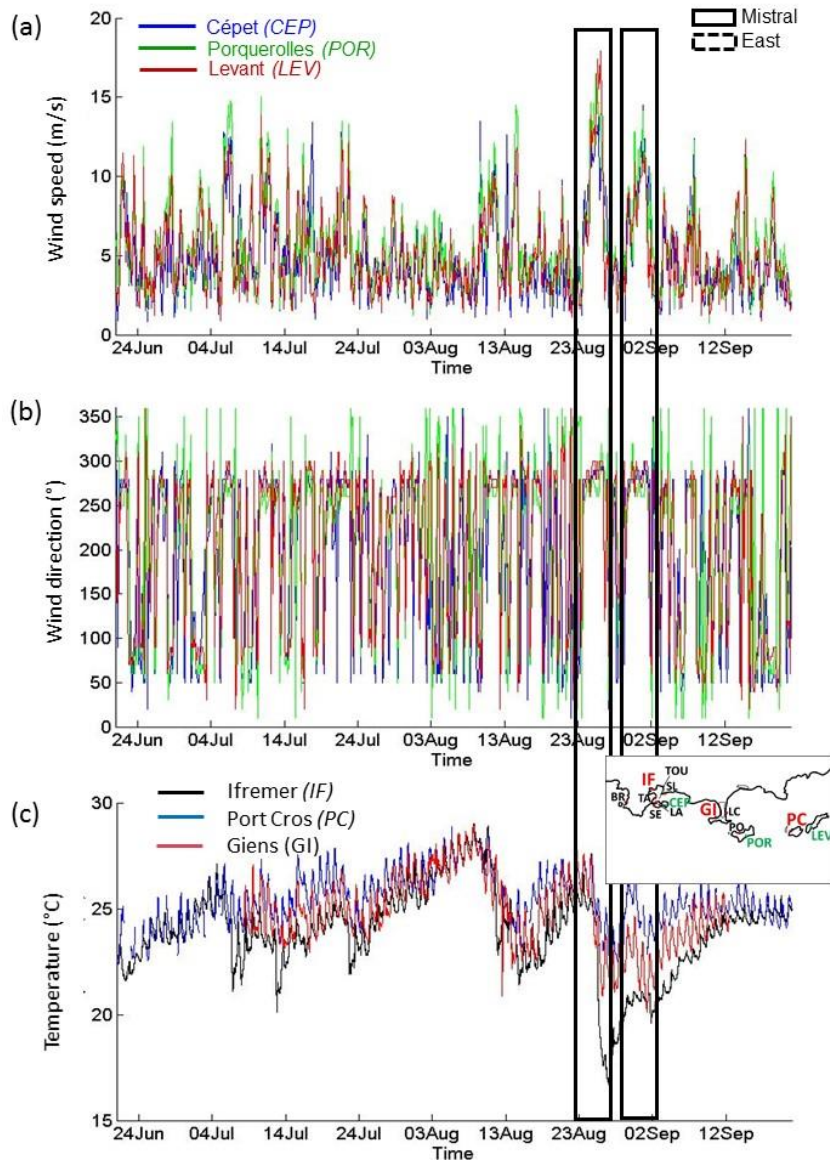 (a)
20
15
10
5
0
Wind speed (m/s)
Cépet (CEP)
Porquerolles (POR)
Levant (LEV)
Mistral
East
24Jun 04Jul 14Jul 24Jul 03Aug 13Aug 23Aug 02Sep 12Sep
Time
(b)
350
300
250
200
150
100
50
0
Wind direction (°)
24Jun 04Jul 14Jul 24Jul 03Aug 13Aug 23Aug 02Sep 12Sep
Time
(c)
30
25
20
15
Temperature (°C)
Ifremer (IF)
Port Cros (PC)
Giens (GI)
TOU
IF
SI
BR
TA
CEP
SE
LA
GI
LC
PO
POR
PC
LEV
24Jun 04Jul 14Jul 24Jul 03Aug 13Aug 23Aug 02Sep 12Sep
Time